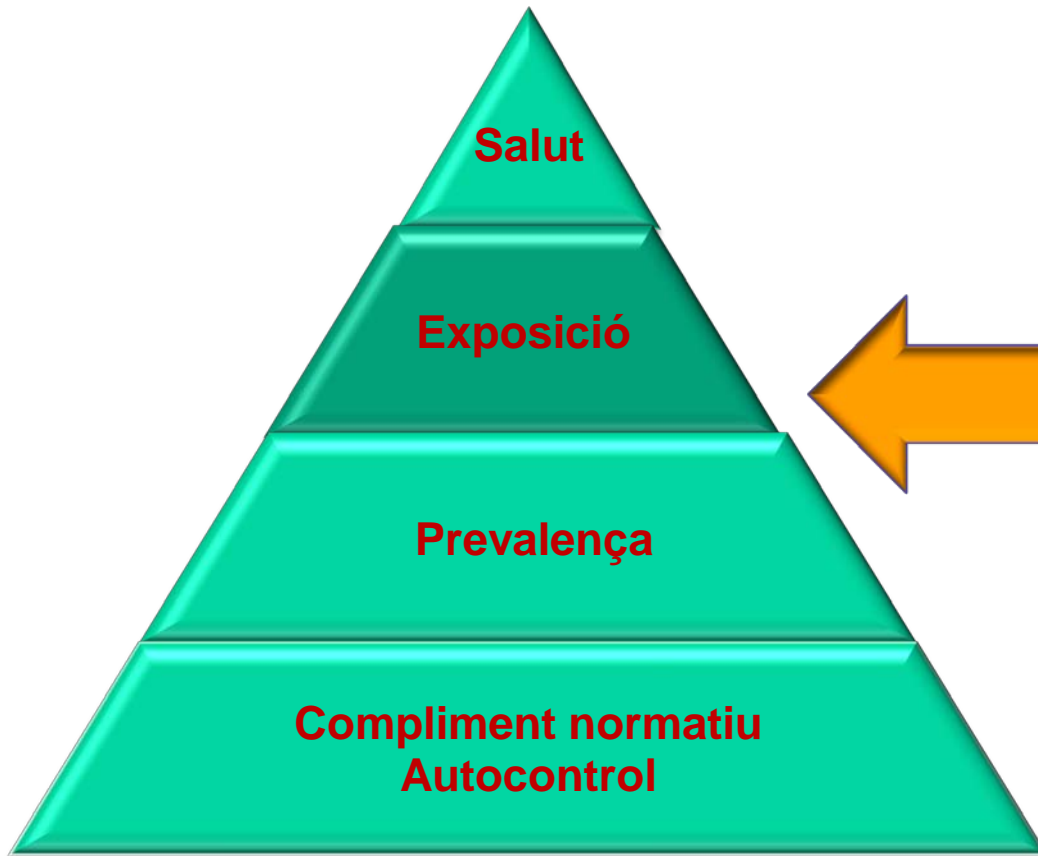 Salut
Exposició
Prevalença
Compliment normatiu
Autocontrol